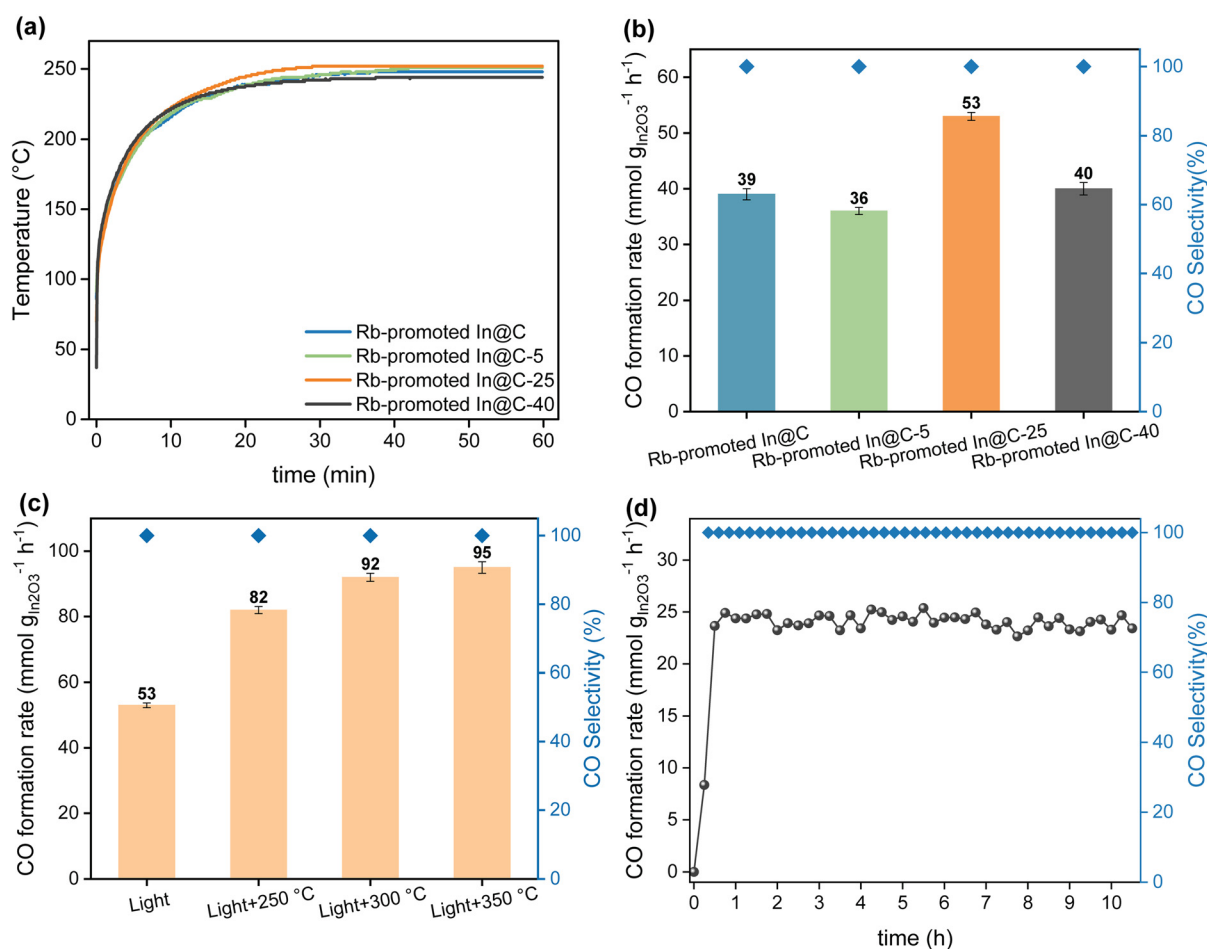 (a)
Temperature (°C)
250
200
150
100
50
0
Rb-promoted In@C
Rb-promoted In@C-5
Rb-promoted In@C-25
Rb-promoted In@C-40
0 10 20 30 40 50 60
time (min)
(b)
CO formation rate (mmol g_In2O3^-1 h^-1)
60
50
40
30
20
10
0
39
36
53
40
100
80
60
40
20
0
CO Selectivity(%)
Rb-promoted In@C
Rb-promoted In@C-5
Rb-promoted In@C-25
Rb-promoted In@C-40
(c)
CO formation rate (mmol g_In2O3^-1 h^-1)
100
80
60
40
20
0
53
82
92
95
100
80
60
40
20
0
CO Selectivity (%)
Light
Light+250 °C
Light+300 °C
Light+350 °C
(d)
CO formation rate (mmol g_In2O3^-1 h^-1)
30
25
20
15
10
5
0
100
80
60
40
20
0
CO Selectivity(%)
0 1 2 3 4 5 6 7 8 9 10
time (h)